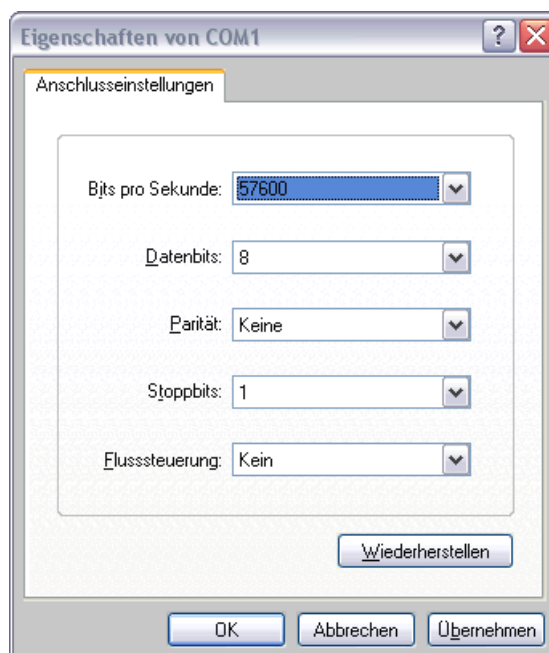 Eigenschaften von COM1
?
Anschlusseinstellungen
Bits pro Sekunde: 57600
Datenbits: 8
Parität: Keine
Stoppbits: 1
Flusssteuerung: Kein
Wiederherstellen
OK Abbrechen Übernehmen